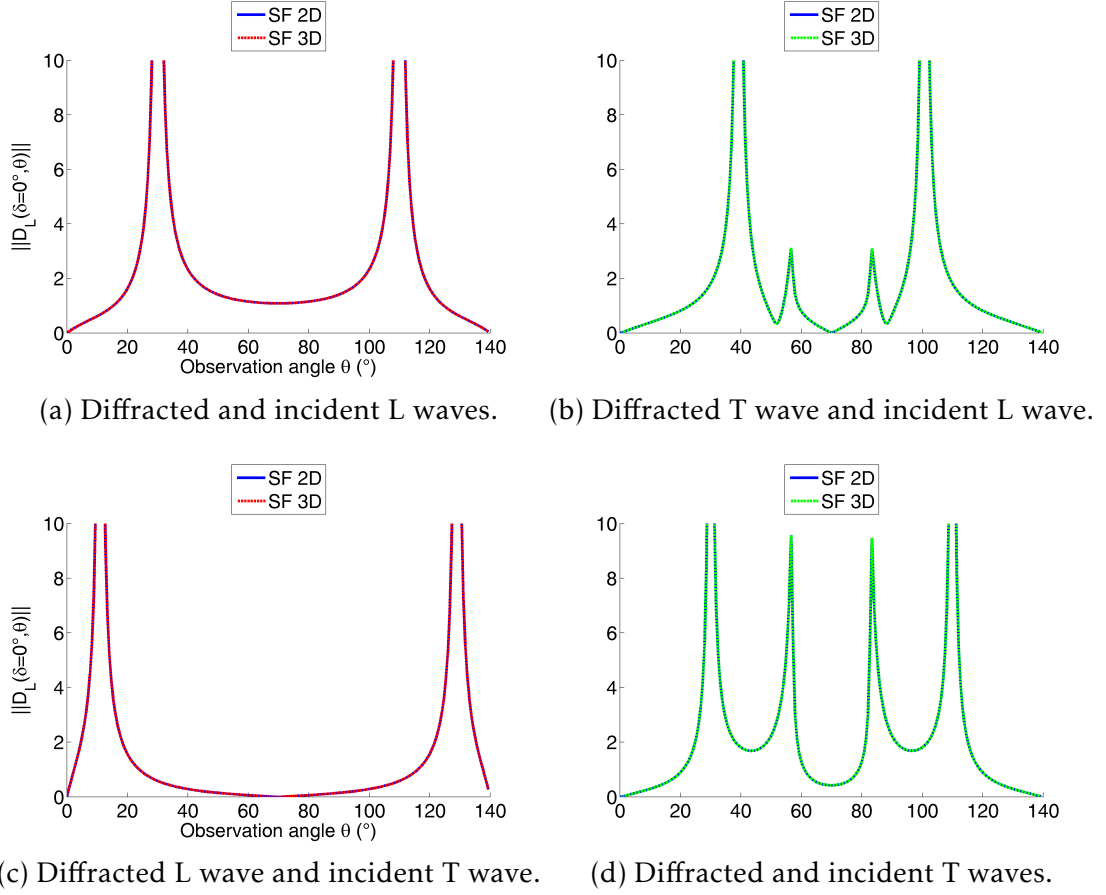 SF 2D
SF 3D
SF 2D
SF 3D
||D_L(δ=0°,θ)||
10
8
6
4
2
0
0 20 40 60 80 100 120 140
Observation angle θ (°)
10
8
6
4
2
0
0 20 40 60 80 100 120 140
(a) Diffracted and incident L waves.
(b) Diffracted T wave and incident L wave.
SF 2D
SF 3D
SF 2D
SF 3D
||D_L(δ=0°,θ)||
10
8
6
4
2
0
0 20 40 60 80 100 120 140
Observation angle θ (°)
10
8
6
4
2
0
0 20 40 60 80 100 120 140
c) Diffracted L wave and incident T wave.
(d) Diffracted and incident T waves.